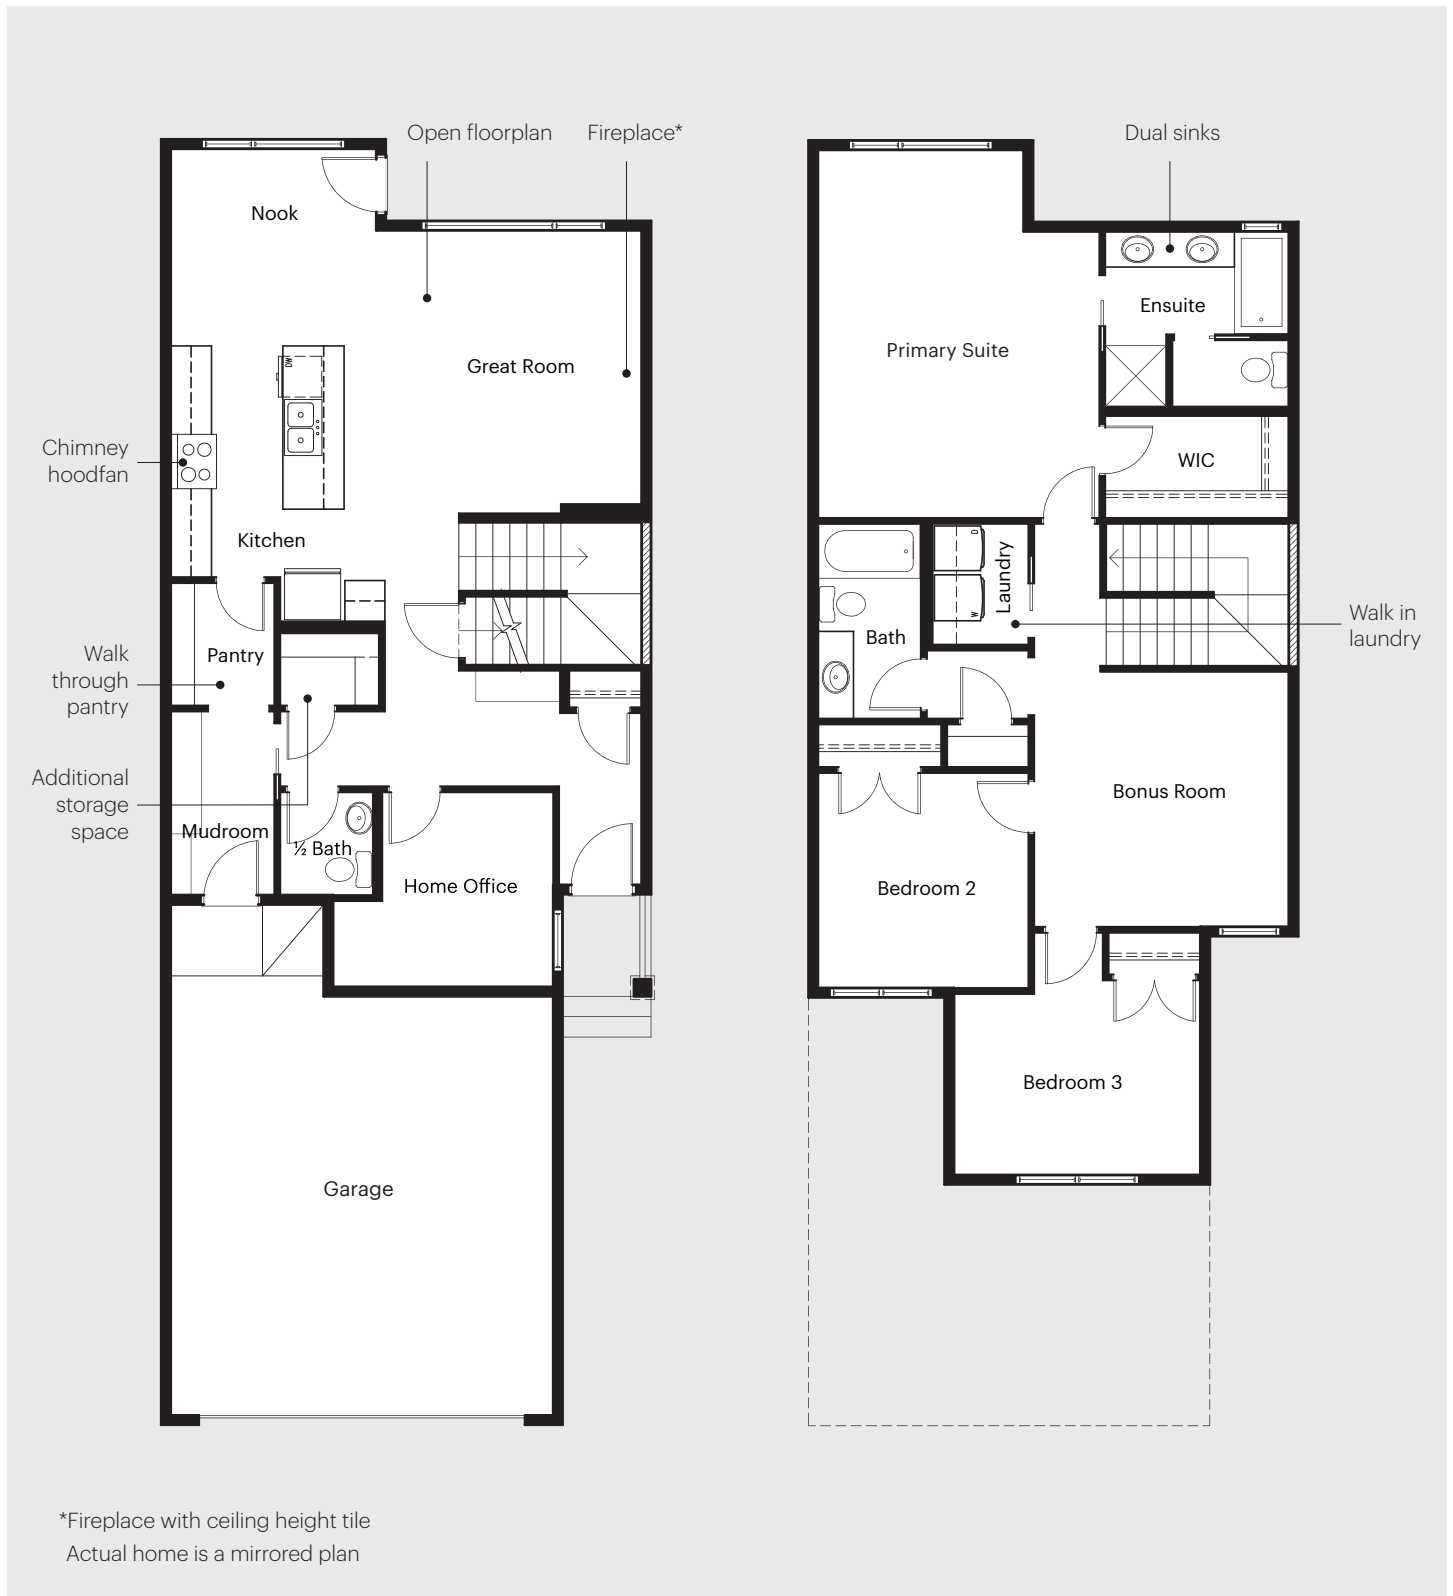 Open floorplan
Fireplace*
Nook
Great Room
Chimney
hoodfan
Kitchen
DW
Pantry
Walk
through
pantry
Additional
storage
space
Mudroom
½ Bath
Home Office
Garage
Dual sinks
Ensuite
Primary Suite
WIC
Laundry
D
W
Bath
Walk in
laundry
Bonus Room
Bedroom 2
Bedroom 3
*Fireplace with ceiling height tile
Actual home is a mirrored plan